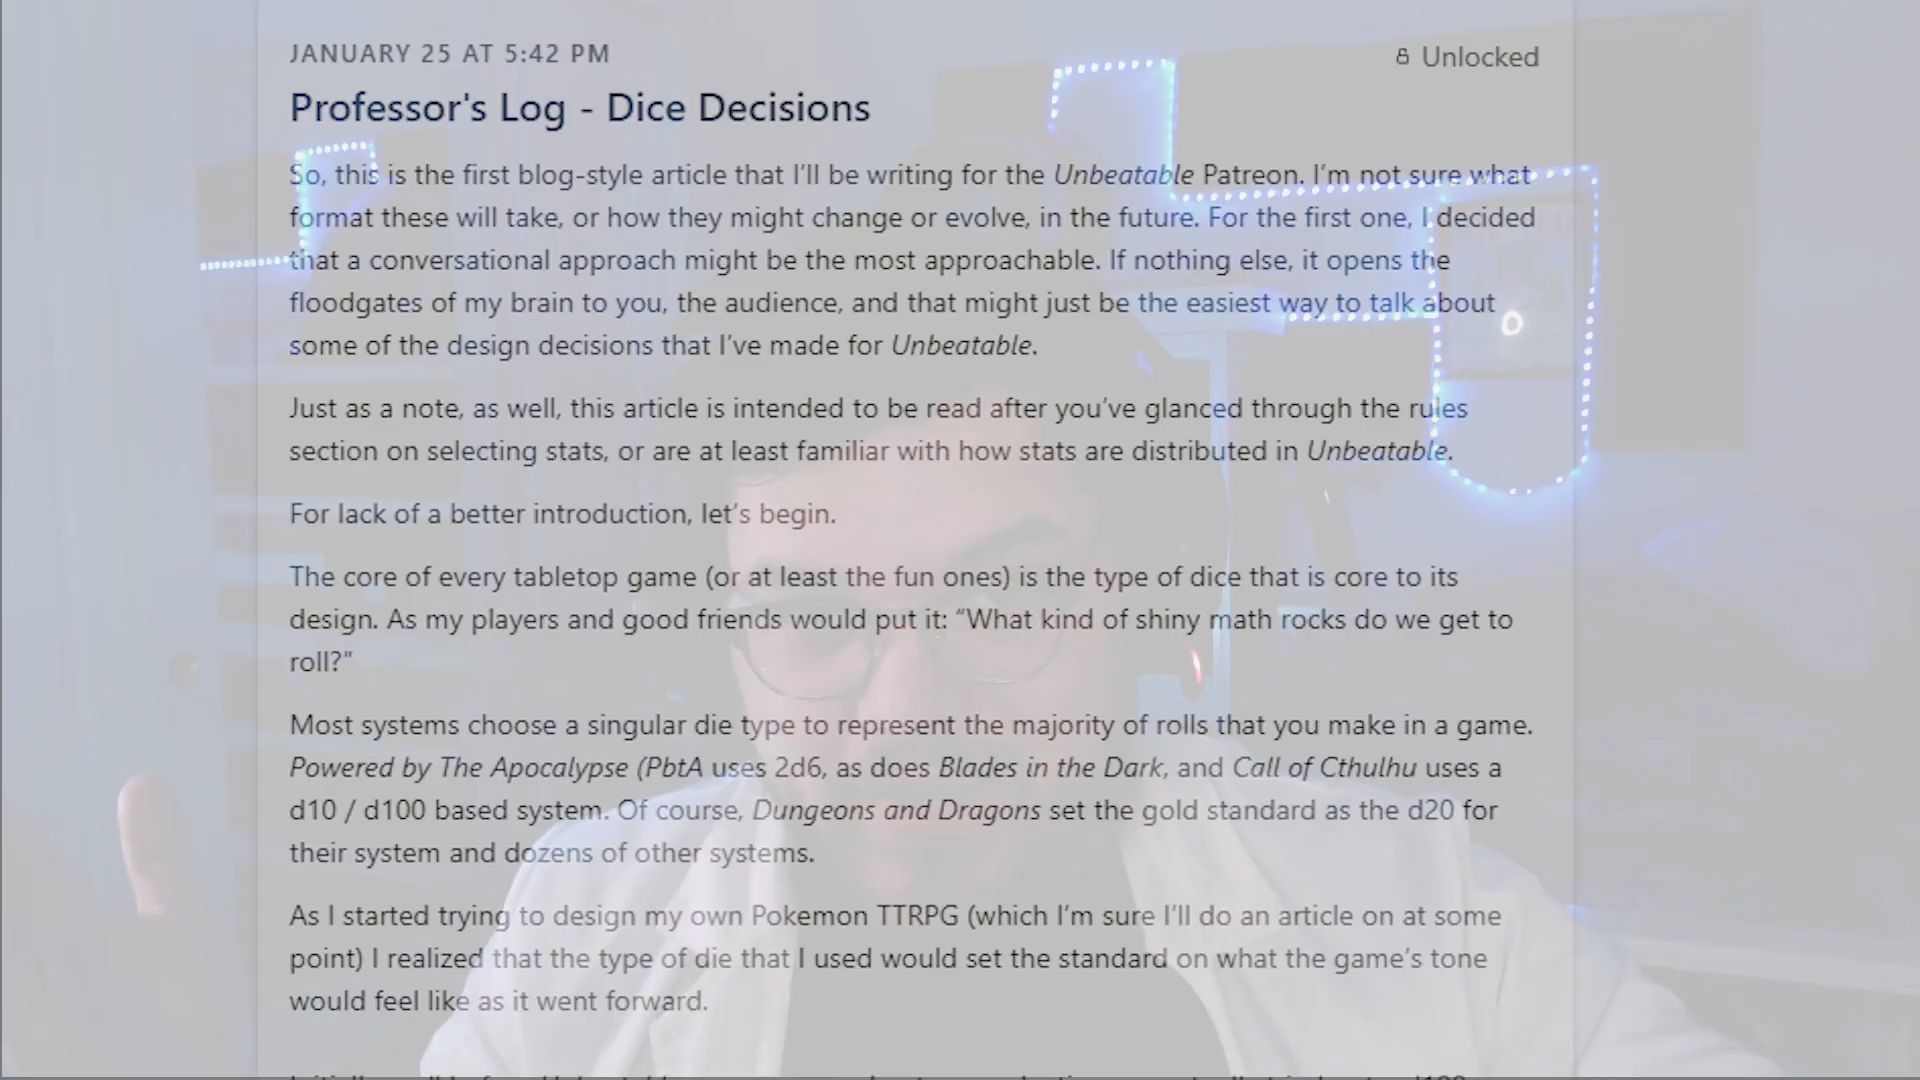 JANUARY 25 AT 5:42 PM
Unlocked
Professor's Log - Dice Decisions
So, this is the first blog-style article that I’ll be writing for the Unbeatable Patreon. I’m not sure what
format these will take, or how they might change or evolve, in the future. For the first one, I decided
that a conversational approach might be the most approachable. If nothing else, it opens the
floodgates of my brain to you, the audience, and that might just be the easiest way to talk about
some of the design decisions that I’ve made for Unbeatable.
Just as a note, as well, this article is intended to be read after you’ve glanced through the rules
section on selecting stats, or are at least familiar with how stats are distributed in Unbeatable.
For lack of a better introduction, let’s begin.
The core of every tabletop game (or at least the fun ones) is the type of dice that is core to its
design. As my players and good friends would put it: “What kind of shiny math rocks do we get to
roll?”
Most systems choose a singular die type to represent the majority of rolls that you make in a game.
Powered by The Apocalypse (PbtA uses 2d6, as does Blades in the Dark, and Call of Cthulhu uses a
d10 / d100 based system. Of course, Dungeons and Dragons set the gold standard as the d20 for
their system and dozens of other systems.
As I started trying to design my own Pokemon TTRPG (which I’m sure I’ll do an article on at some
point) I realized that the type of die that I used would set the standard on what the game’s tone
would feel like as it went forward.